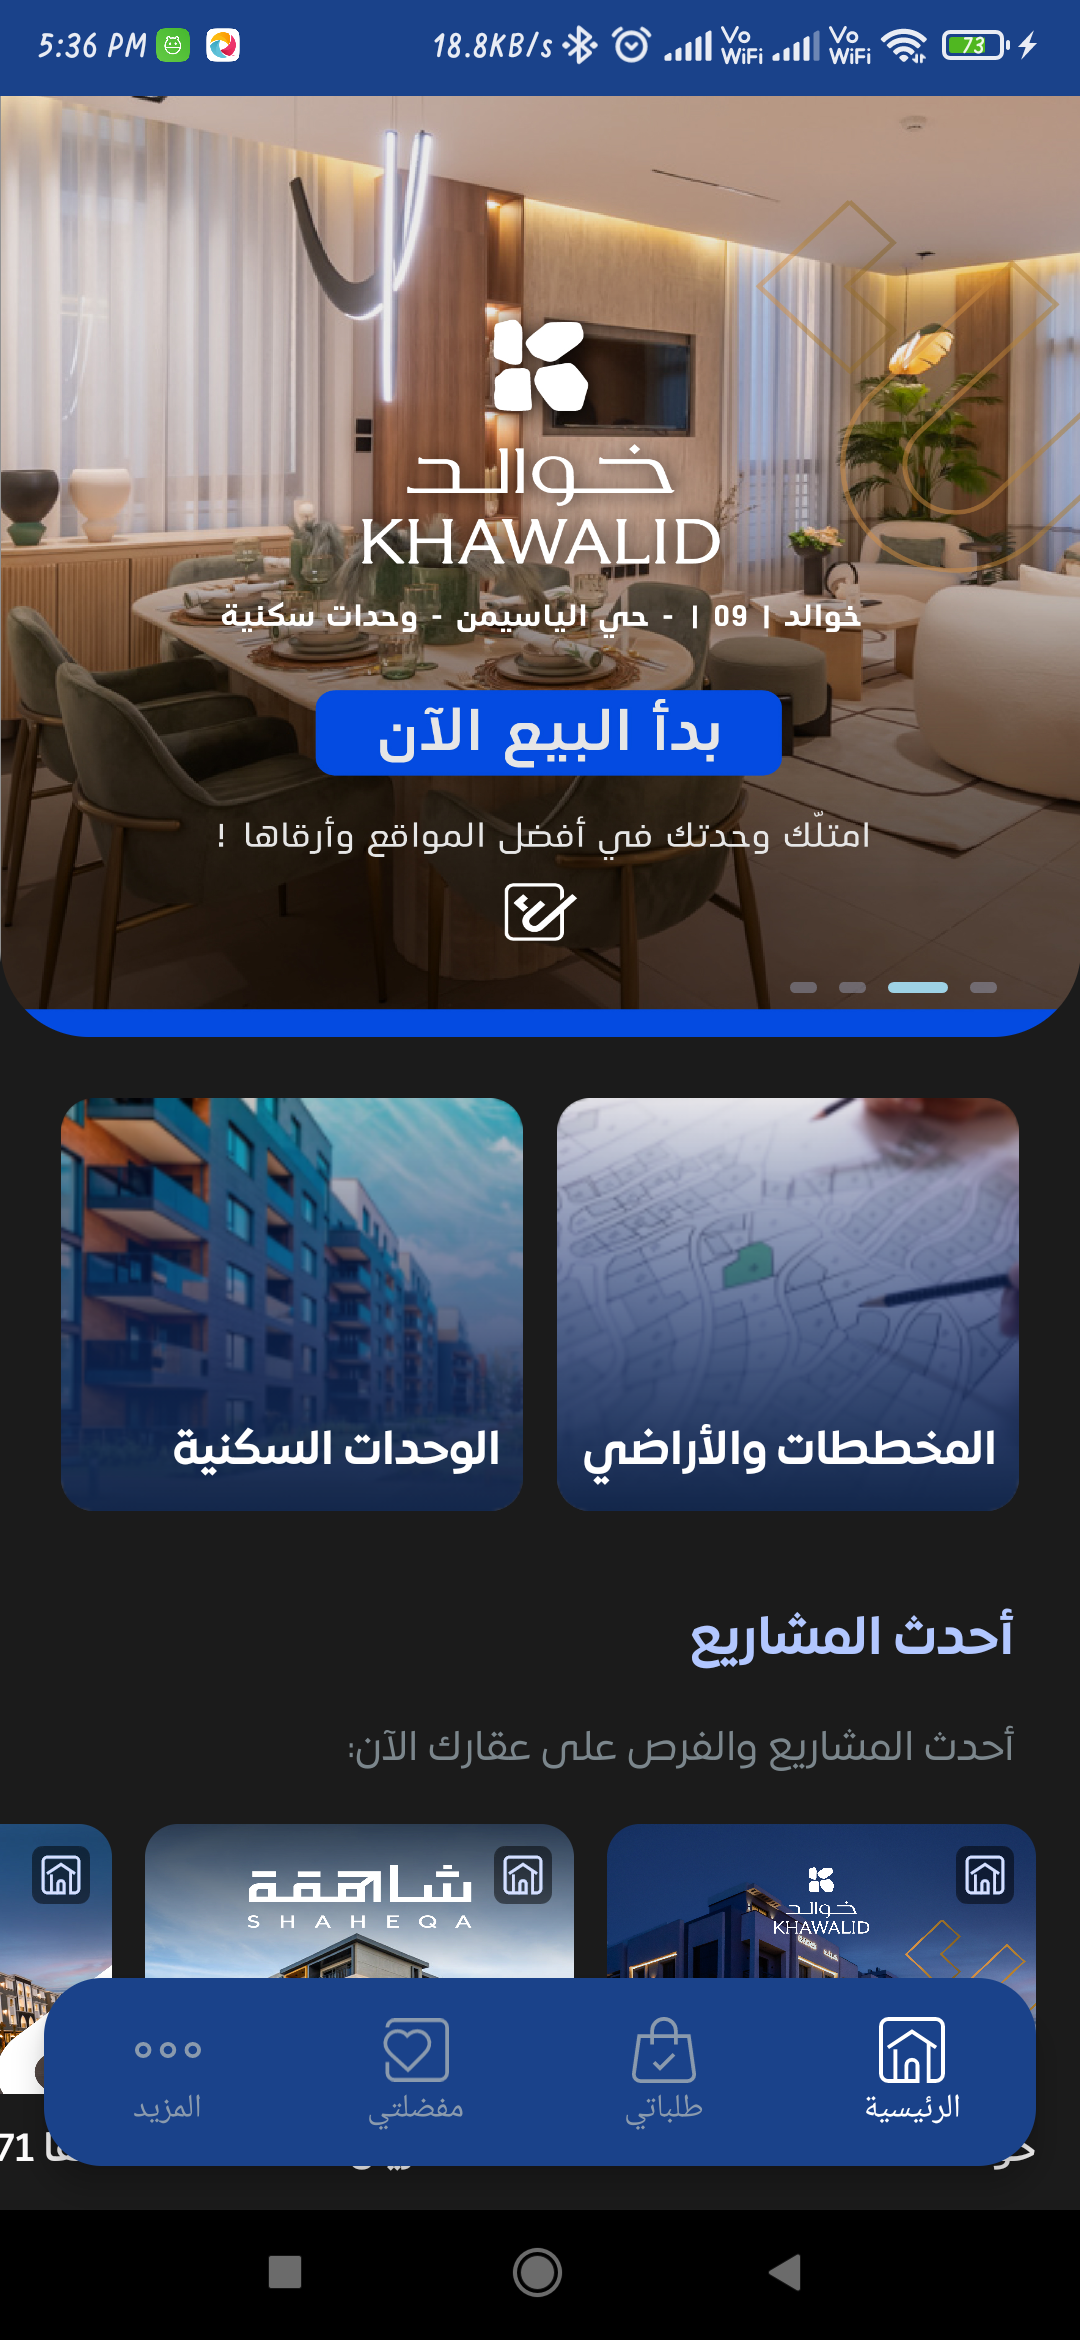 5:36 PM
18.8KB/s
Vo WiFi
Vo WiFi
73
خوالد
KHAWALID
خوالد | 09 | - حي الياسيمن - وحدات سكنية
بدأ البيع الآن
امتلّك وحدتك في أفضل المواقع وأرقاها !
المخططات والأراضي
الوحدات السكنية
أحدث المشاريع
أحدث المشاريع والفرص على عقارك الآن:
خوالد
KHAWALID
شاهقة
SHAHEQA
الرئيسية
طلباتي
مفضلتي
المزيد
71